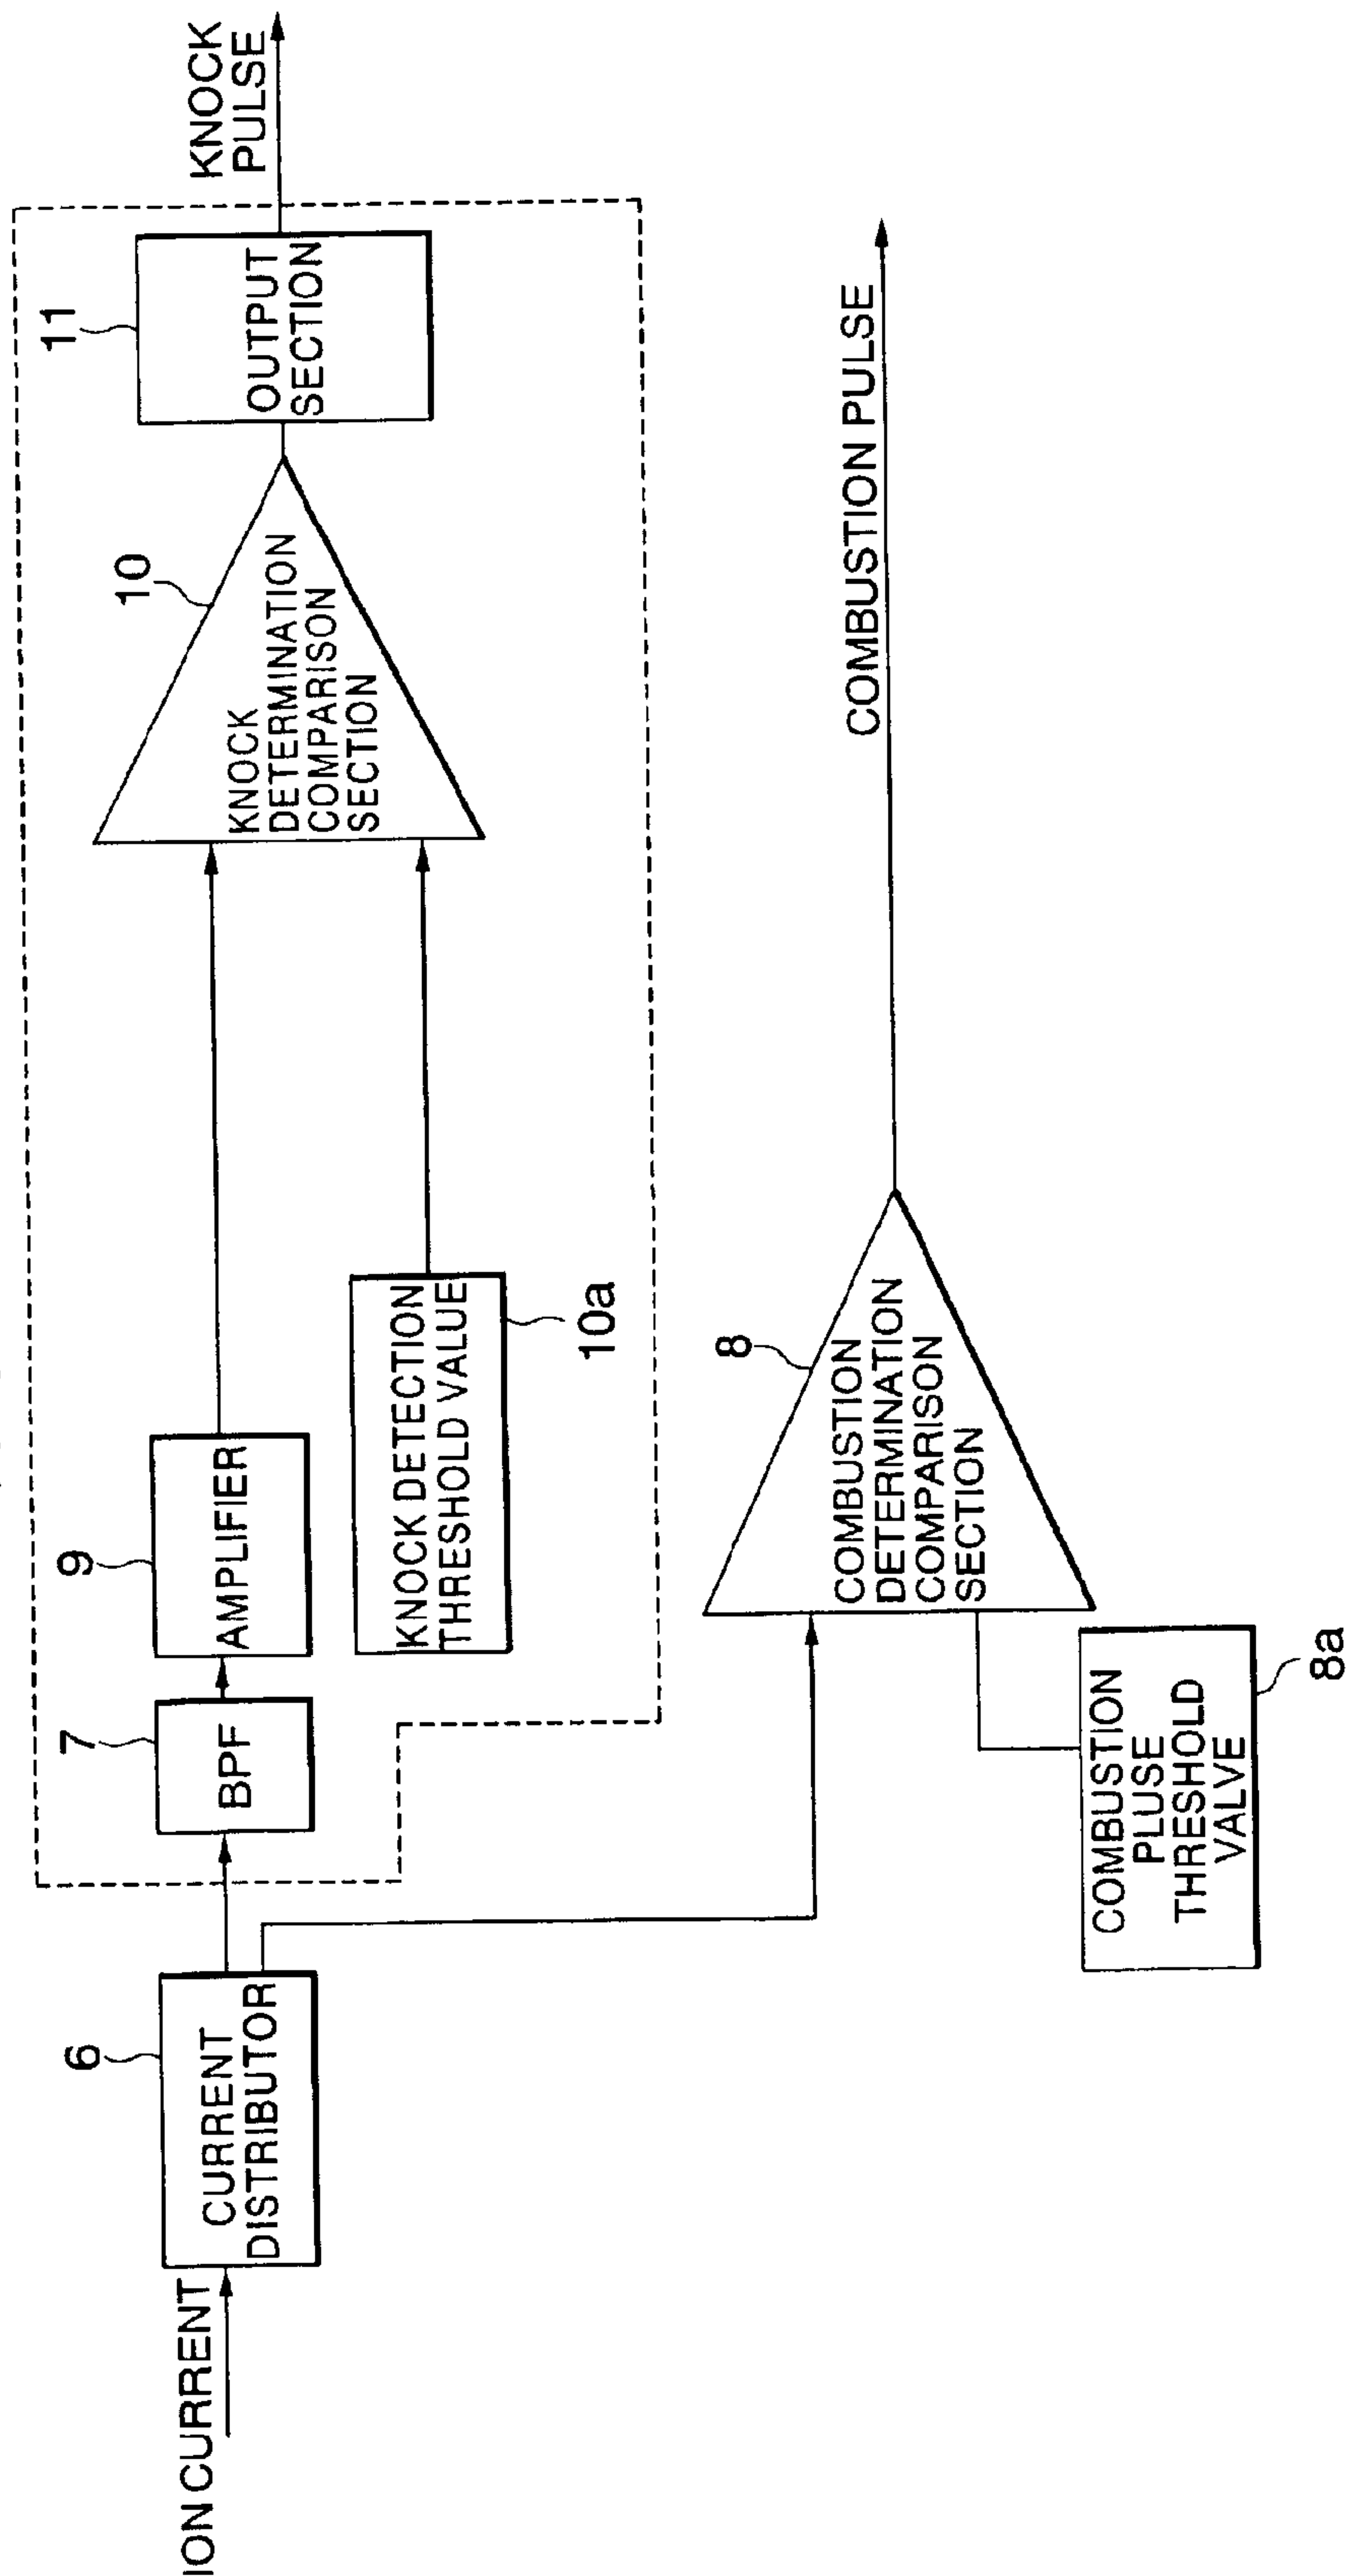 ION CURRENT
6
CURRENT
DISTRIBUTOR
7
BPF
9
AMPLIFIER
KNOCK DETECTION
THRESHOLD VALUE
10a
10
KNOCK
DETERMINATION
COMPARISON
SECTION
11
OUTPUT
SECTION
KNOCK
PULSE
8
COMBUSTION
DETERMINATION
COMPARISON
SECTION
COMBUSTION
PLUSE
THRESHOLD
VALVE
8a
COMBUSTION PULSE